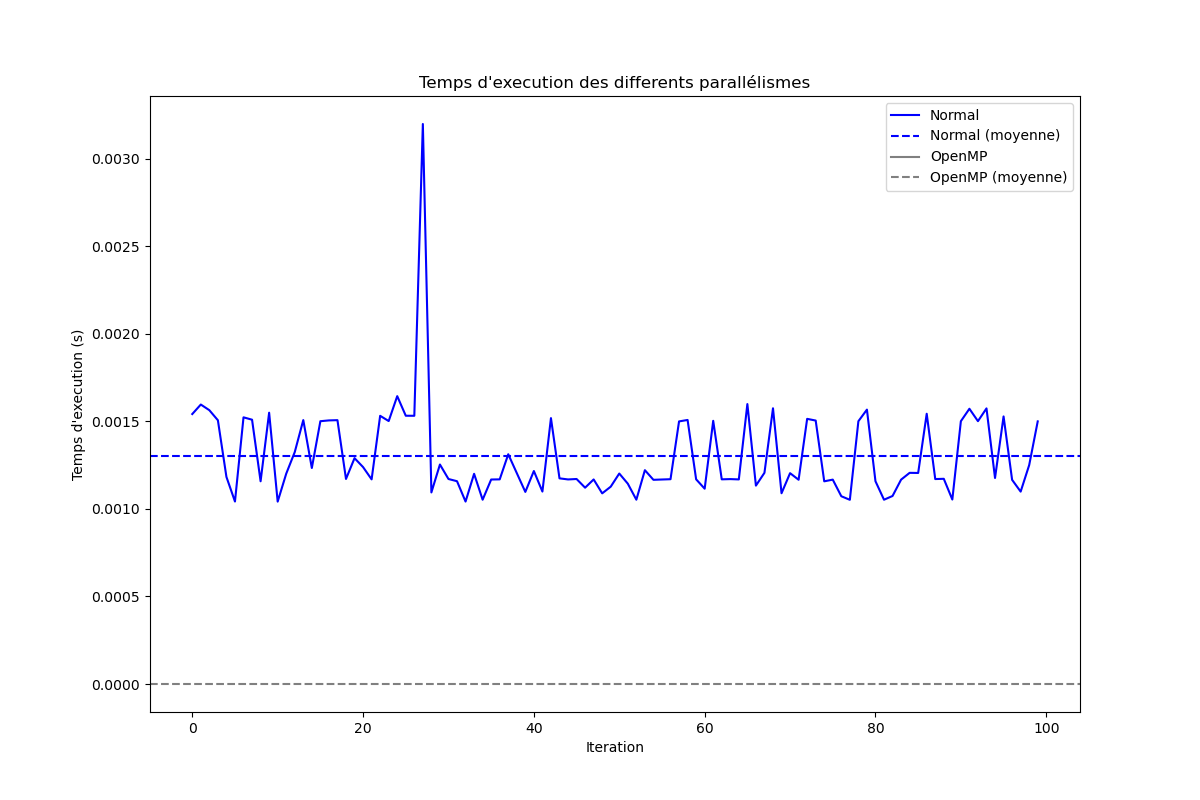 Temps d'execution des differents parallélismes
Normal
Normal (moyenne)
OpenMP
OpenMP (moyenne)
Temps d'execution (s)
0.0030
0.0025
0.0020
0.0015
0.0010
0.0005
0.0000
0 20 40 60 80 100
Iteration